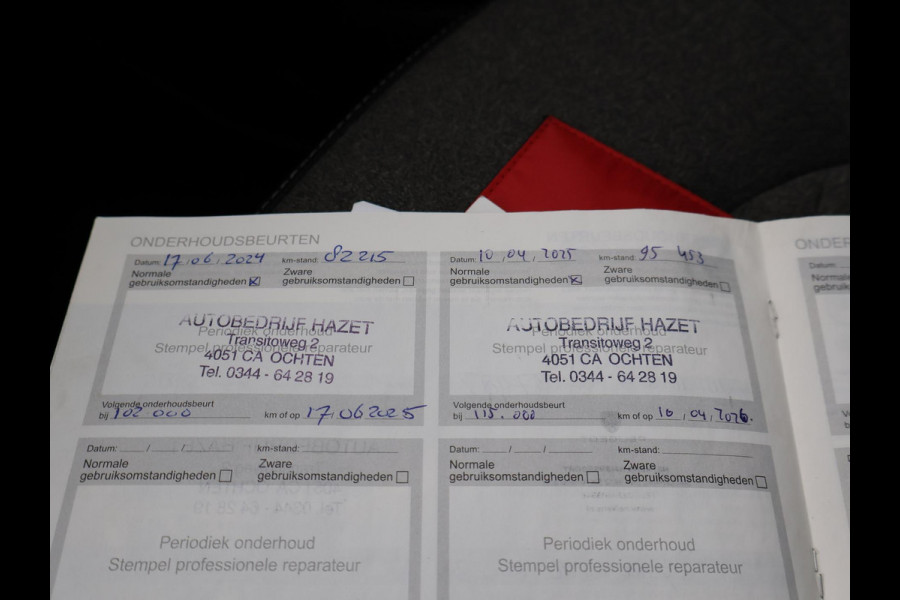 ONDERHOUDSBEURTEN
Datum: 17.06.2024 km-stand: 82215
Normale gebruiksomstandigheden ☒ Zware gebruiksomstandigheden ☐
Periodiek onderhoud
Stempel professionele reparateur
AUTOBEDRIJF HAZET
Transitoweg 2
4051 CA OCHTEN
Tel. 0344 - 64 28 19
Volgende onderhoudsbeurt
bij 102.000 km of op 17.06 2025
Datum: 10.04.2025 km-stand: 95 453
Normale gebruiksomstandigheden ☒ Zware gebruiksomstandigheden ☐
Periodiek onderhoud
Stempel professionele reparateur
AUTOBEDRIJF HAZET
Transitoweg 2
4051 CA OCHTEN
Tel. 0344 - 64 28 19
Volgende onderhoudsbeurt
bij 115.000 km of op 10.04.2026.
Datum: / / km-stand:
Normale gebruiksomstandigheden ☐ Zware gebruiksomstandigheden ☐
Periodiek onderhoud
Stempel professionele reparateur
Datum: / / km-stand:
Normale gebruiksomstandigheden ☐ Zware gebruiksomstandigheden ☐
Periodiek onderhoud
Stempel professionele reparateur